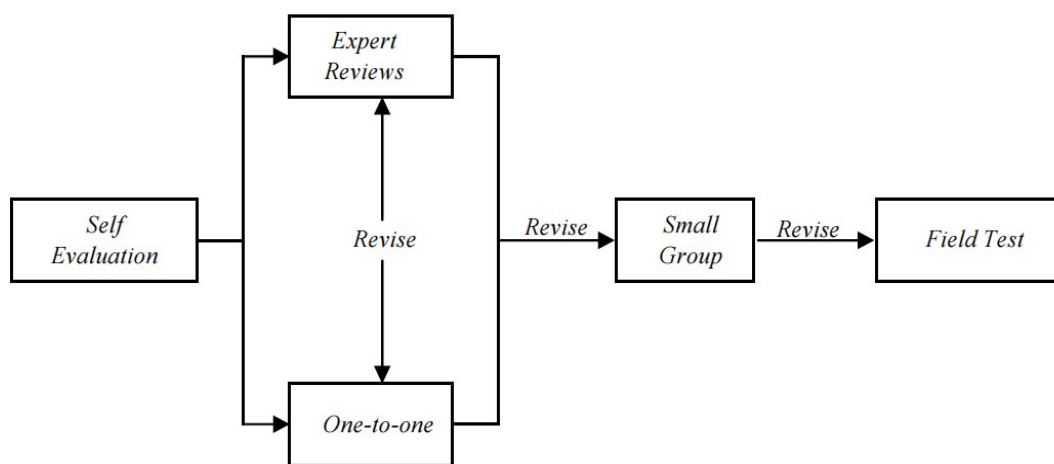 Expert
Reviews
Self
Evaluation
Revise
Revise
Small
Group
Revise
Field Test
One-to-one